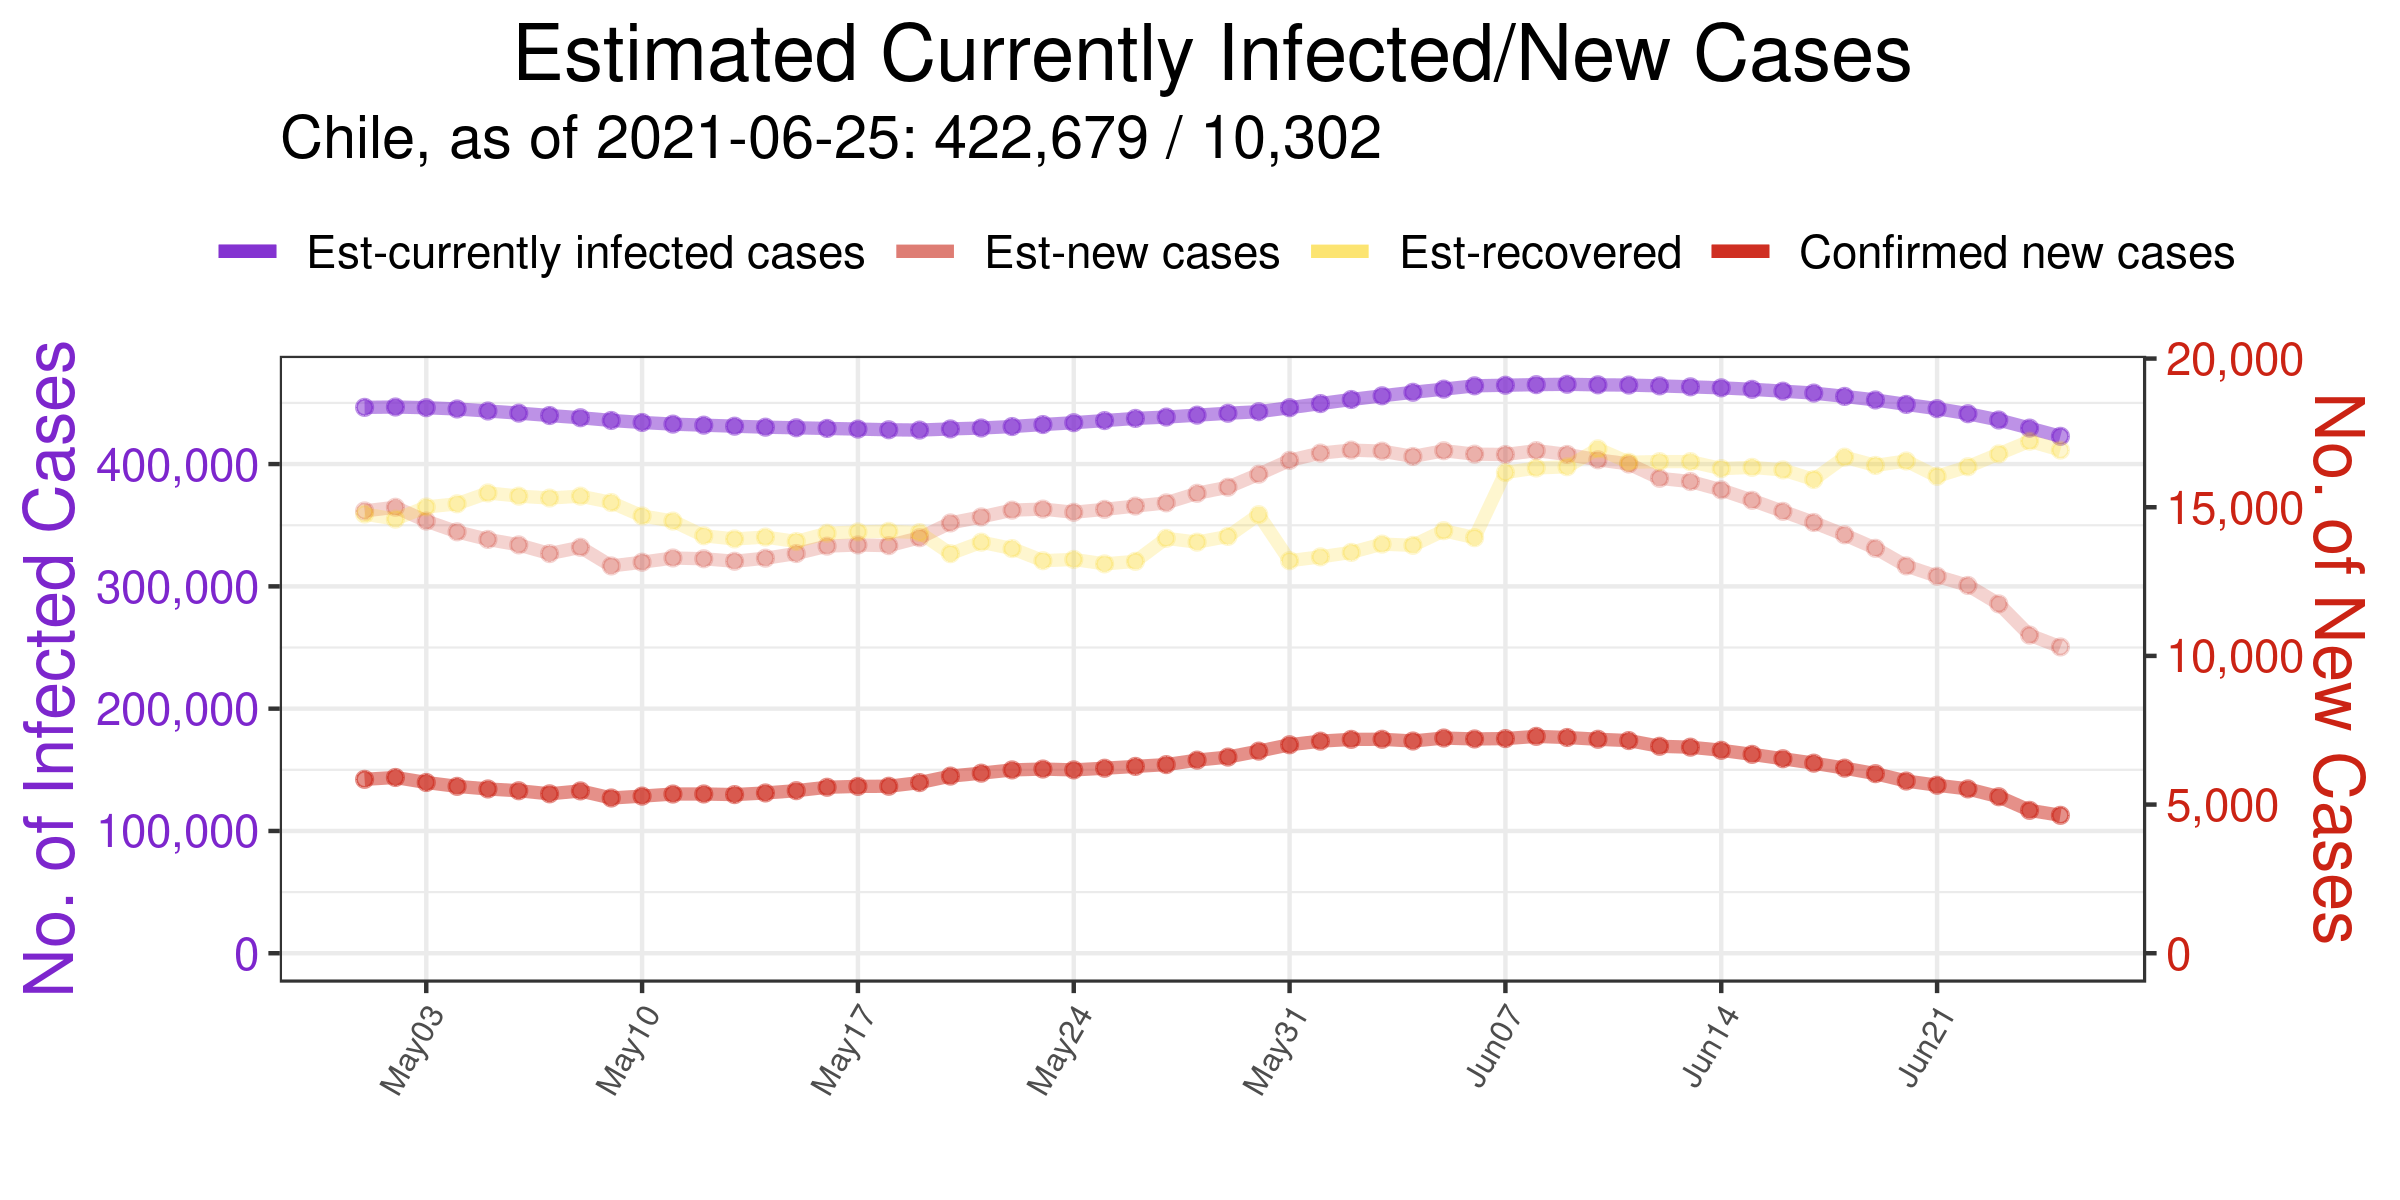 Estimated Currently Infected/New Cases
Chile, as of 2021-06-25: 422,679 / 10,302
Est-currently infected cases Est-new cases Est-recovered Confirmed new cases
No. of Infected Cases
400,000
300,000
200,000
100,000
0
20,000
15,000
10,000
5,000
0
No. of New Cases
May03 May10 May17 May24 May31 Jun07 Jun14 Jun21